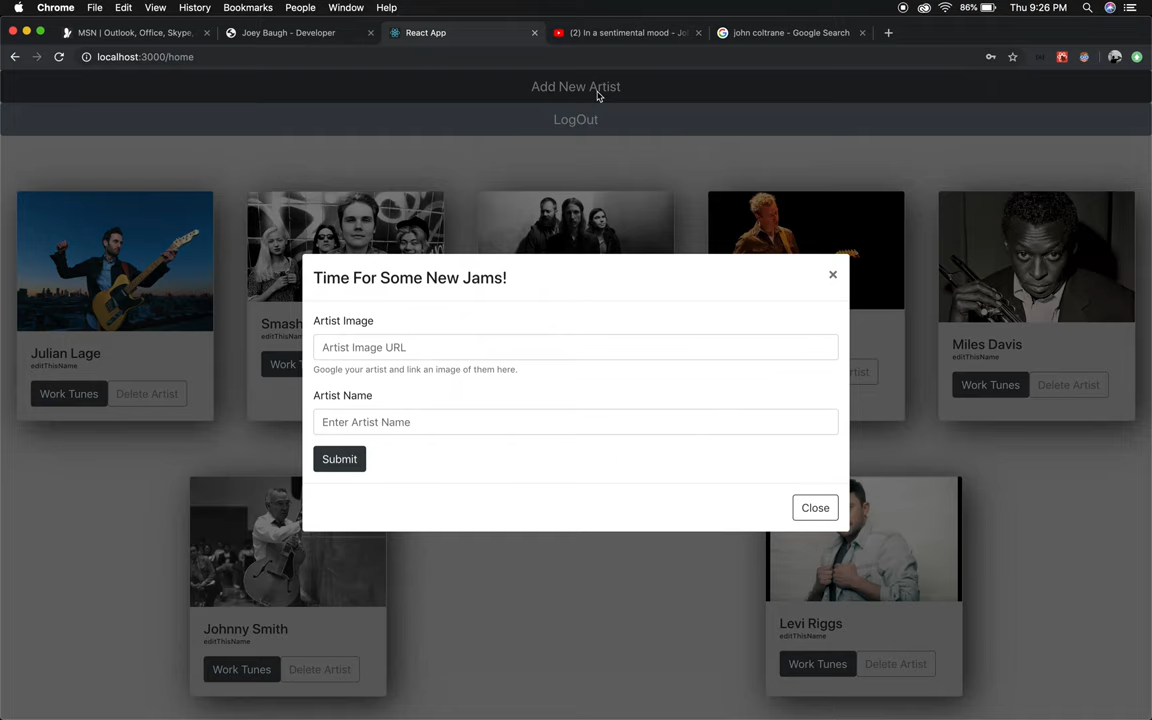 Chrome File Edit View History Bookmarks People Window Help 86% Thu 9:26 PM
MSN | Outlook, Office, Skype, Joey Baugh - Developer React App (2) In a sentimental mood - Jo john coltrane - Google Search
localhost:3000/home
Add New Artist
LogOut
Time For Some New Jams!
Artist Image
Artist Image URL
Google your artist and link an image of them here.
Artist Name
Enter Artist Name
Submit
Close
Julian Lage
editThisName
Work Tunes Delete Artist
Smash
editThisName
Work T
Miles Davis
editThisName
Work Tunes Delete Artist
Johnny Smith
editThisName
Work Tunes Delete Artist
Levi Riggs
editThisName
Work Tunes Delete Artist